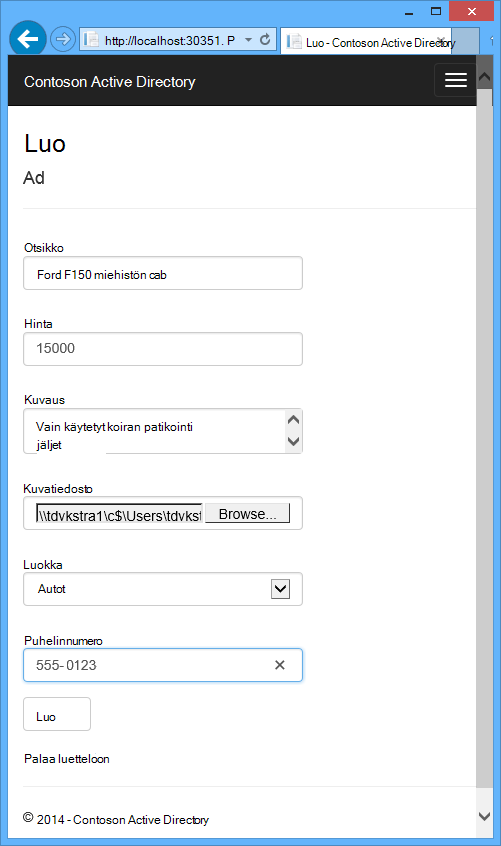 http://localhost:30351. P
Luo - Contoson Active Directory
Contoson Active Directory
Luo
Ad
Otsikko
Ford F150 miehistön cab
Hinta
15000
Kuvaus
Vain käytetyt koiran patikointi
jäljet
Kuvatiedosto
\\tdvkstra1\c$\Users\tdvkst
Browse...
Luokka
Autot
Puhelinnumero
555- 0123
Luo
Palaa luetteloon
© 2014 - Contoson Active Directory